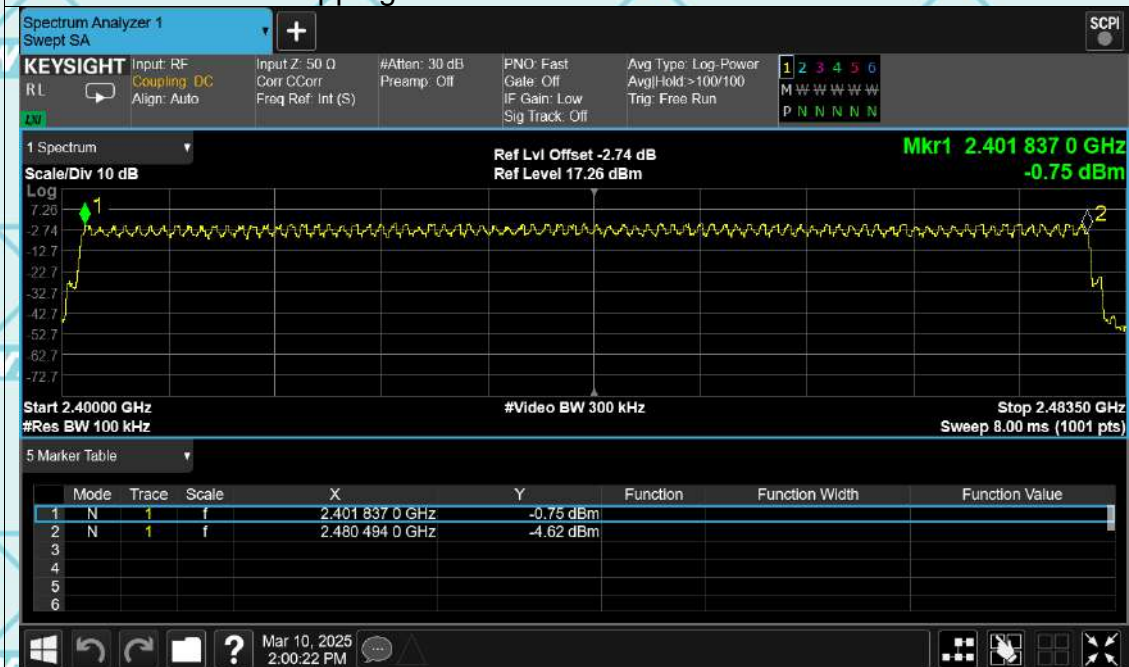 pping
Spectrum Analyzer 1
Swept SA
+
SCPI
KEYSIGHT
RL
LXI
Input: RF
Coupling: DC
Align: Auto
Input Z: 50 Ω
Corr CCorr
Freq Ref: Int (S)
#Atten: 30 dB
Preamp: Off
PNO: Fast
Gate: Off
IF Gain: Low
Sig Track: Off
Avg Type: Log-Power
Avg|Hold:>100/100
Trig: Free Run
1 2 3 4 5 6
M W W W W W
P N N N N N
1 Spectrum
Scale/Div 10 dB
Ref Lvl Offset -2.74 dB
Ref Level 17.26 dBm
Mkr1 2.401 837 0 GHz
-0.75 dBm
Log
7.26
-2.74
-12.7
-22.7
-32.7
-42.7
-52.7
-62.7
-72.7
1
2
Start 2.40000 GHz
#Video BW 300 kHz
Stop 2.48350 GHz
#Res BW 100 kHz
Sweep 8.00 ms (1001 pts)
5 Marker Table
Mode Trace Scale X Y Function Function Width Function Value
1 N 1 f 2.401 837 0 GHz -0.75 dBm
2 N 1 f 2.480 494 0 GHz -4.62 dBm
3
4
5
6
?
Mar 10, 2025
2:00:22 PM